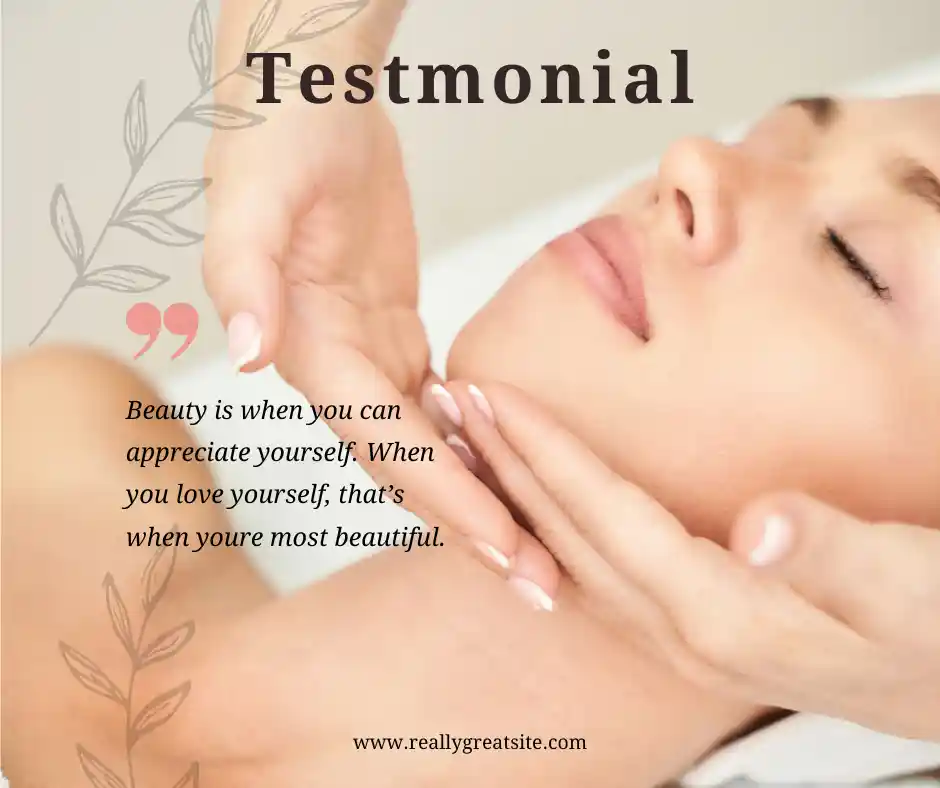 Testmonial
Beauty is when you can
appreciate yourself. When
you love yourself, that’s
when youre most beautiful.
www.reallygreatsite.com